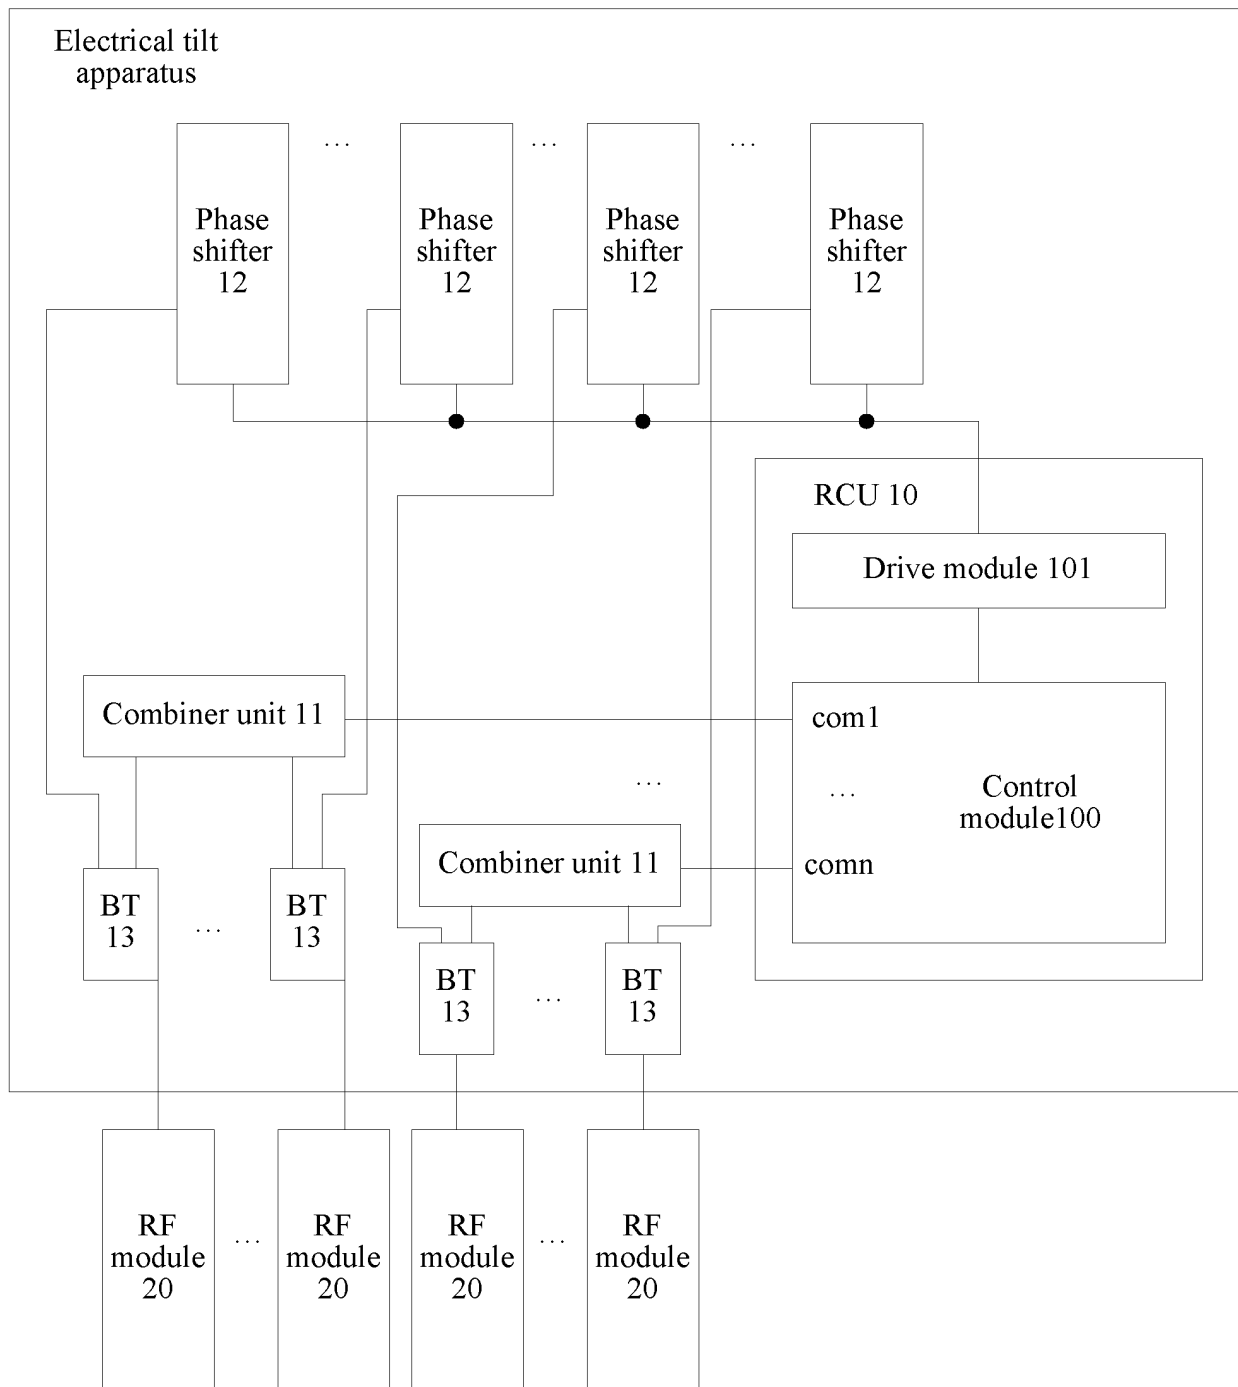 Electrical tilt
apparatus
...
...
...
Phase
shifter
12
Phase
shifter
12
Phase
shifter
12
Phase
shifter
12
RCU 10
Drive module 101
Combiner unit 11
com1
...
...
Control
module100
Combiner unit 11
comn
BT
13
...
BT
13
BT
13
...
BT
13
RF
module
20
...
RF
module
20
RF
module
20
...
RF
module
20